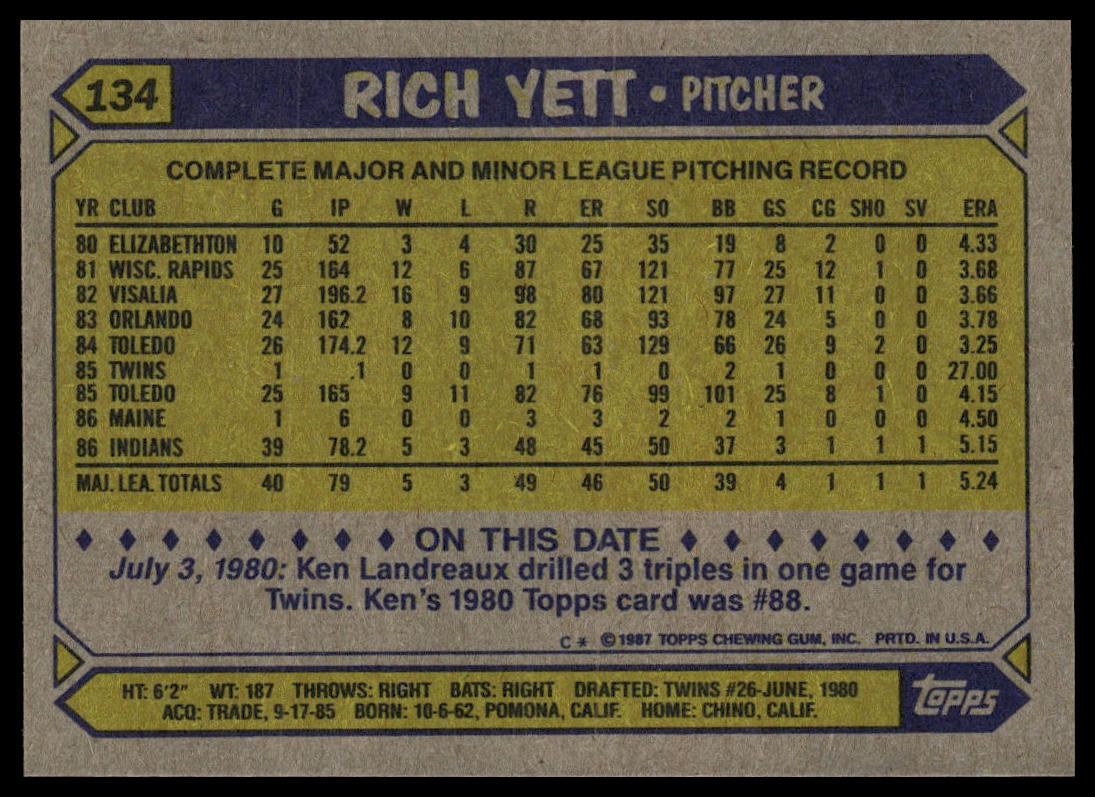 134
RICH YETT • PITCHER
COMPLETE MAJOR AND MINOR LEAGUE PITCHING RECORD
YR CLUB G IP W L R ER SO BB GS CG SHO SV ERA
80 ELIZABETHTON 10 52 3 4 30 25 35 19 8 2 0 0 4.33
81 WISC. RAPIDS 25 164 12 6 87 67 121 77 25 12 1 0 3.68
82 VISALIA 27 196.2 16 9 98 80 121 97 27 11 0 0 3.66
83 ORLANDO 24 162 8 10 82 68 93 78 24 5 0 0 3.78
84 TOLEDO 26 174.2 12 9 71 63 129 66 26 9 2 0 3.25
85 TWINS 1 .1 0 0 1 1 0 2 1 0 0 0 27.00
85 TOLEDO 25 165 9 11 82 76 99 101 25 8 1 0 4.15
86 MAINE 1 6 0 0 3 3 2 2 1 0 0 0 4.50
86 INDIANS 39 78.2 5 3 48 45 50 37 3 1 1 1 5.15
MAJ. LEA. TOTALS 40 79 5 3 49 46 50 39 4 1 1 1 5.24
♦ ♦ ♦ ♦ ♦ ♦ ♦ ♦ ON THIS DATE ♦ ♦ ♦ ♦ ♦ ♦ ♦ ♦
July 3, 1980: Ken Landreaux drilled 3 triples in one game for
Twins. Ken's 1980 Topps card was #88.
C * © 1987 TOPPS CHEWING GUM, INC. PRTD. IN U.S.A.
HT: 6'2" WT: 187 THROWS: RIGHT BATS: RIGHT DRAFTED: TWINS #26-JUNE, 1980
ACQ: TRADE, 9-17-85 BORN: 10-6-62, POMONA, CALIF. HOME: CHINO, CALIF.
TOPPS